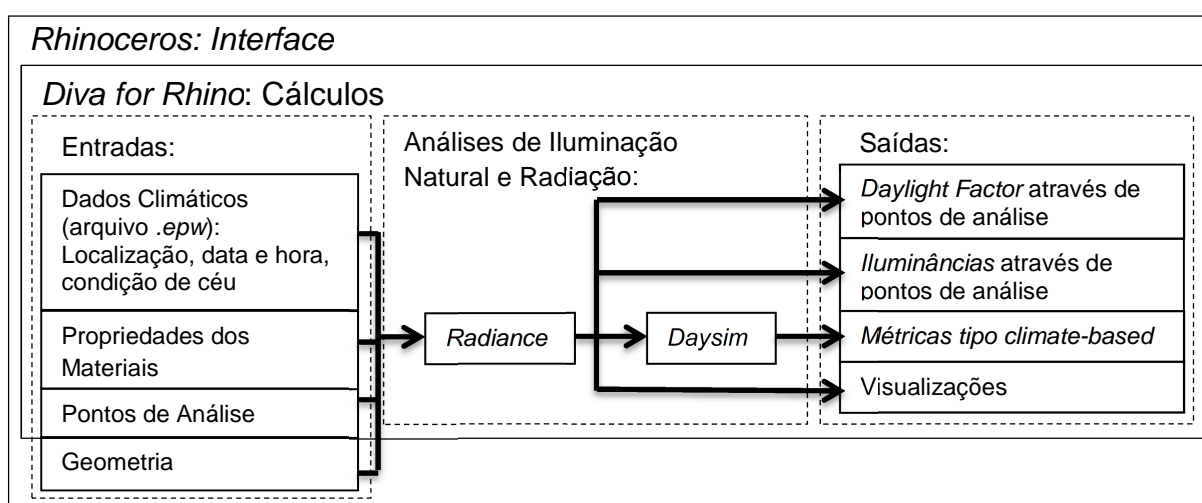 Rhinoceros: Interface
Diva for Rhino: Cálculos
Entradas:
Dados Climáticos
(arquivo .epw):
Localização, data e hora,
condição de céu
Propriedades dos
Materiais
Pontos de Análise
Geometria
Análises de Iluminação
Natural e Radiação:
Radiance
Daysim
Saídas:
Daylight Factor através de
pontos de análise
Iluminâncias através de
pontos de análise
Métricas tipo climate-based
Visualizações